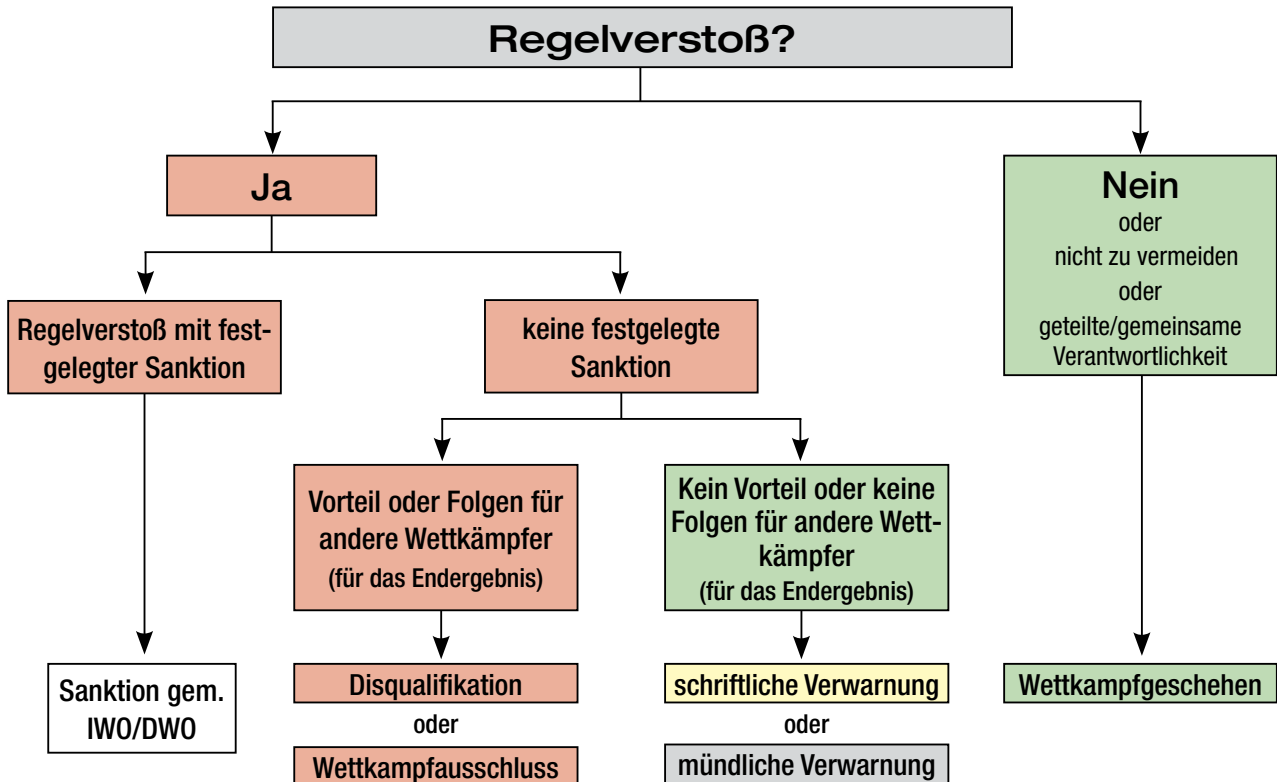 Regelverstoß?
Ja
Nein
oder
nicht zu vermeiden
oder
geteilte/gemeinsame
Verantwortlichkeit
Regelverstoß mit fest-
gelegter Sanktion
keine festgelegte
Sanktion
Vorteil oder Folgen für
andere Wettkämpfer
(für das Endergebnis)
Kein Vorteil oder keine
Folgen für andere Wett-
kämpfer
(für das Endergebnis)
Sanktion gem.
IWO/DWO
Disqualifikation
oder
Wettkampfausschluss
schriftliche Verwarnung
oder
mündliche Verwarnung
Wettkampfgeschehen